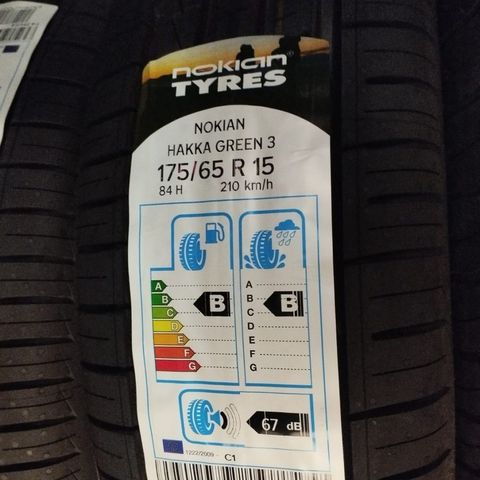 nokian®
TYRES
NOKIAN
HAKKA GREEN 3
175/65 R 15
84 H 210 km/h
A
B
C
D
E
F
G
B
A
B
C
D
E
F
G
B
67 dB
1222/2009 - C1